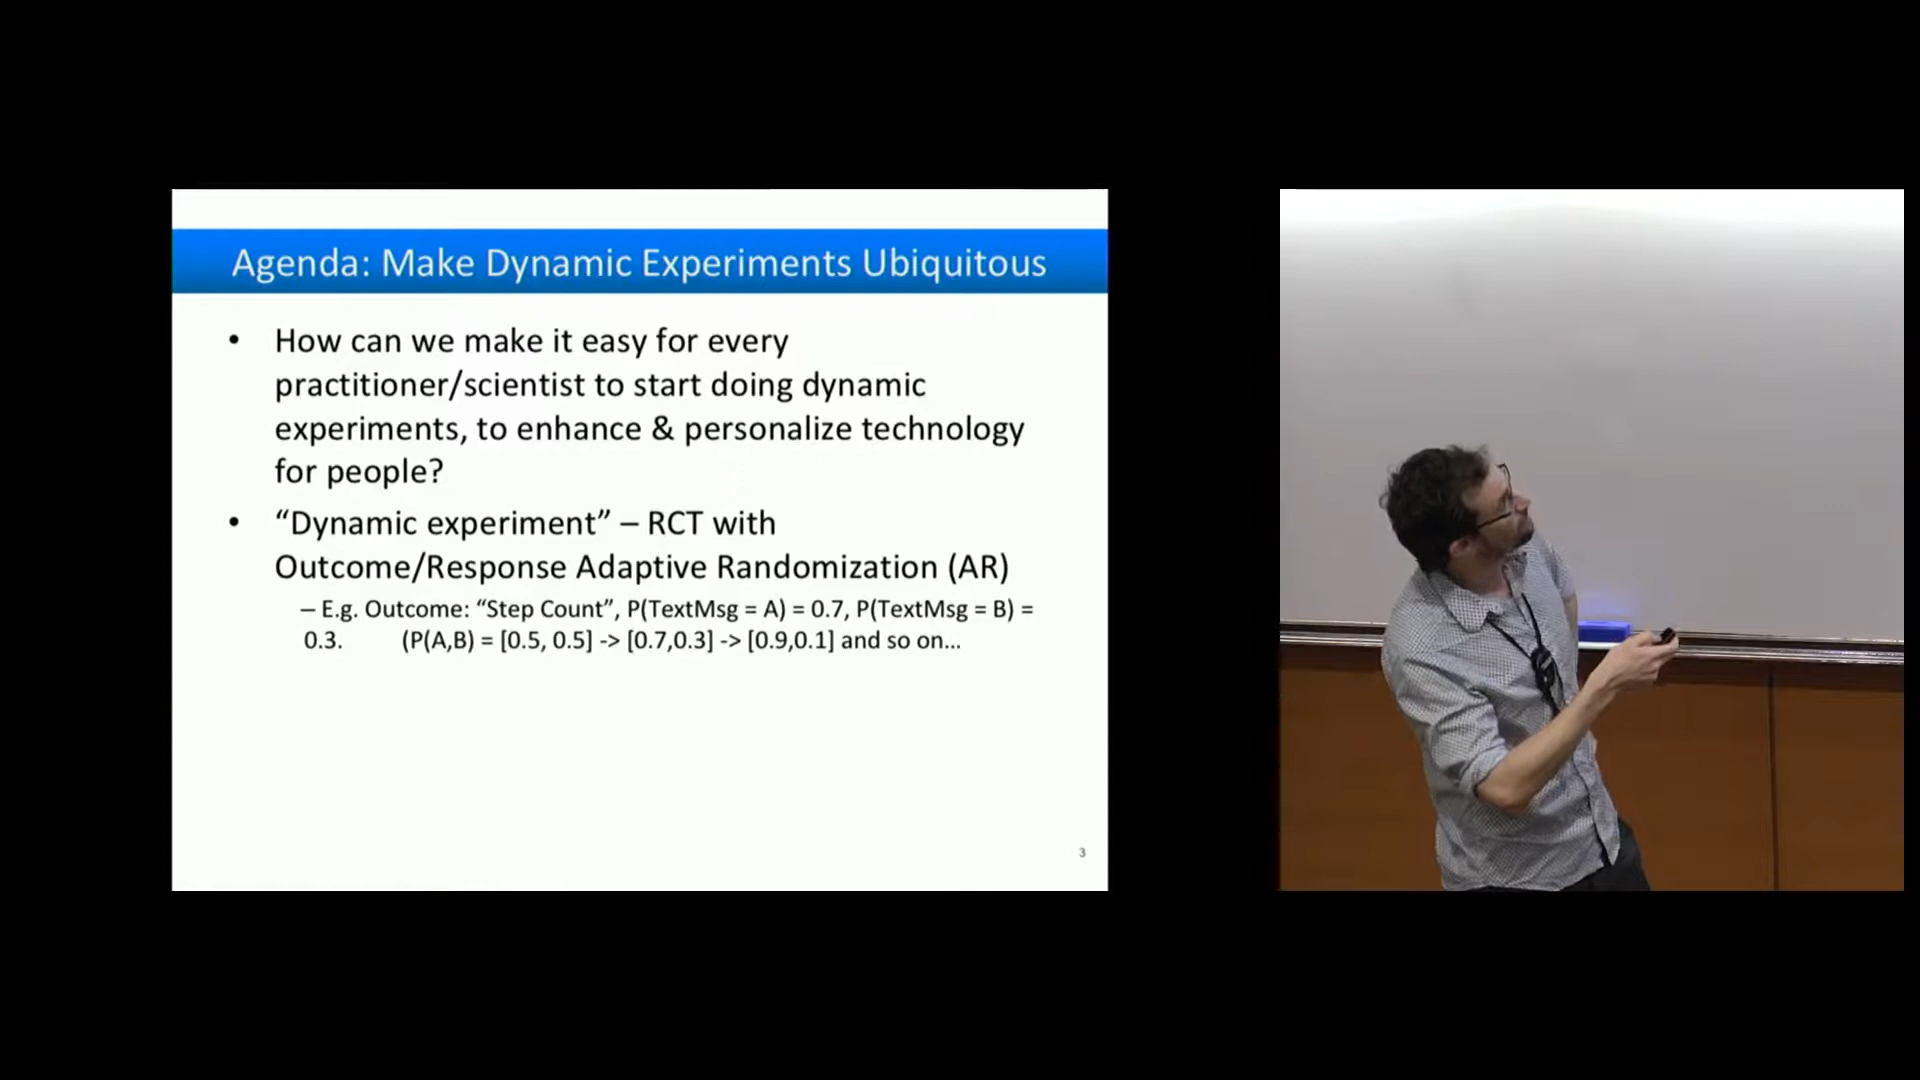 Agenda: Make Dynamic Experiments Ubiquitous
• How can we make it easy for every
practitioner/scientist to start doing dynamic
experiments, to enhance & personalize technology
for people?
• “Dynamic experiment” – RCT with
Outcome/Response Adaptive Randomization (AR)
– E.g. Outcome: “Step Count”, P(TextMsg = A) = 0.7, P(TextMsg = B) =
0.3. (P(A,B) = [0.5, 0.5] -> [0.7,0.3] -> [0.9,0.1] and so on…
3